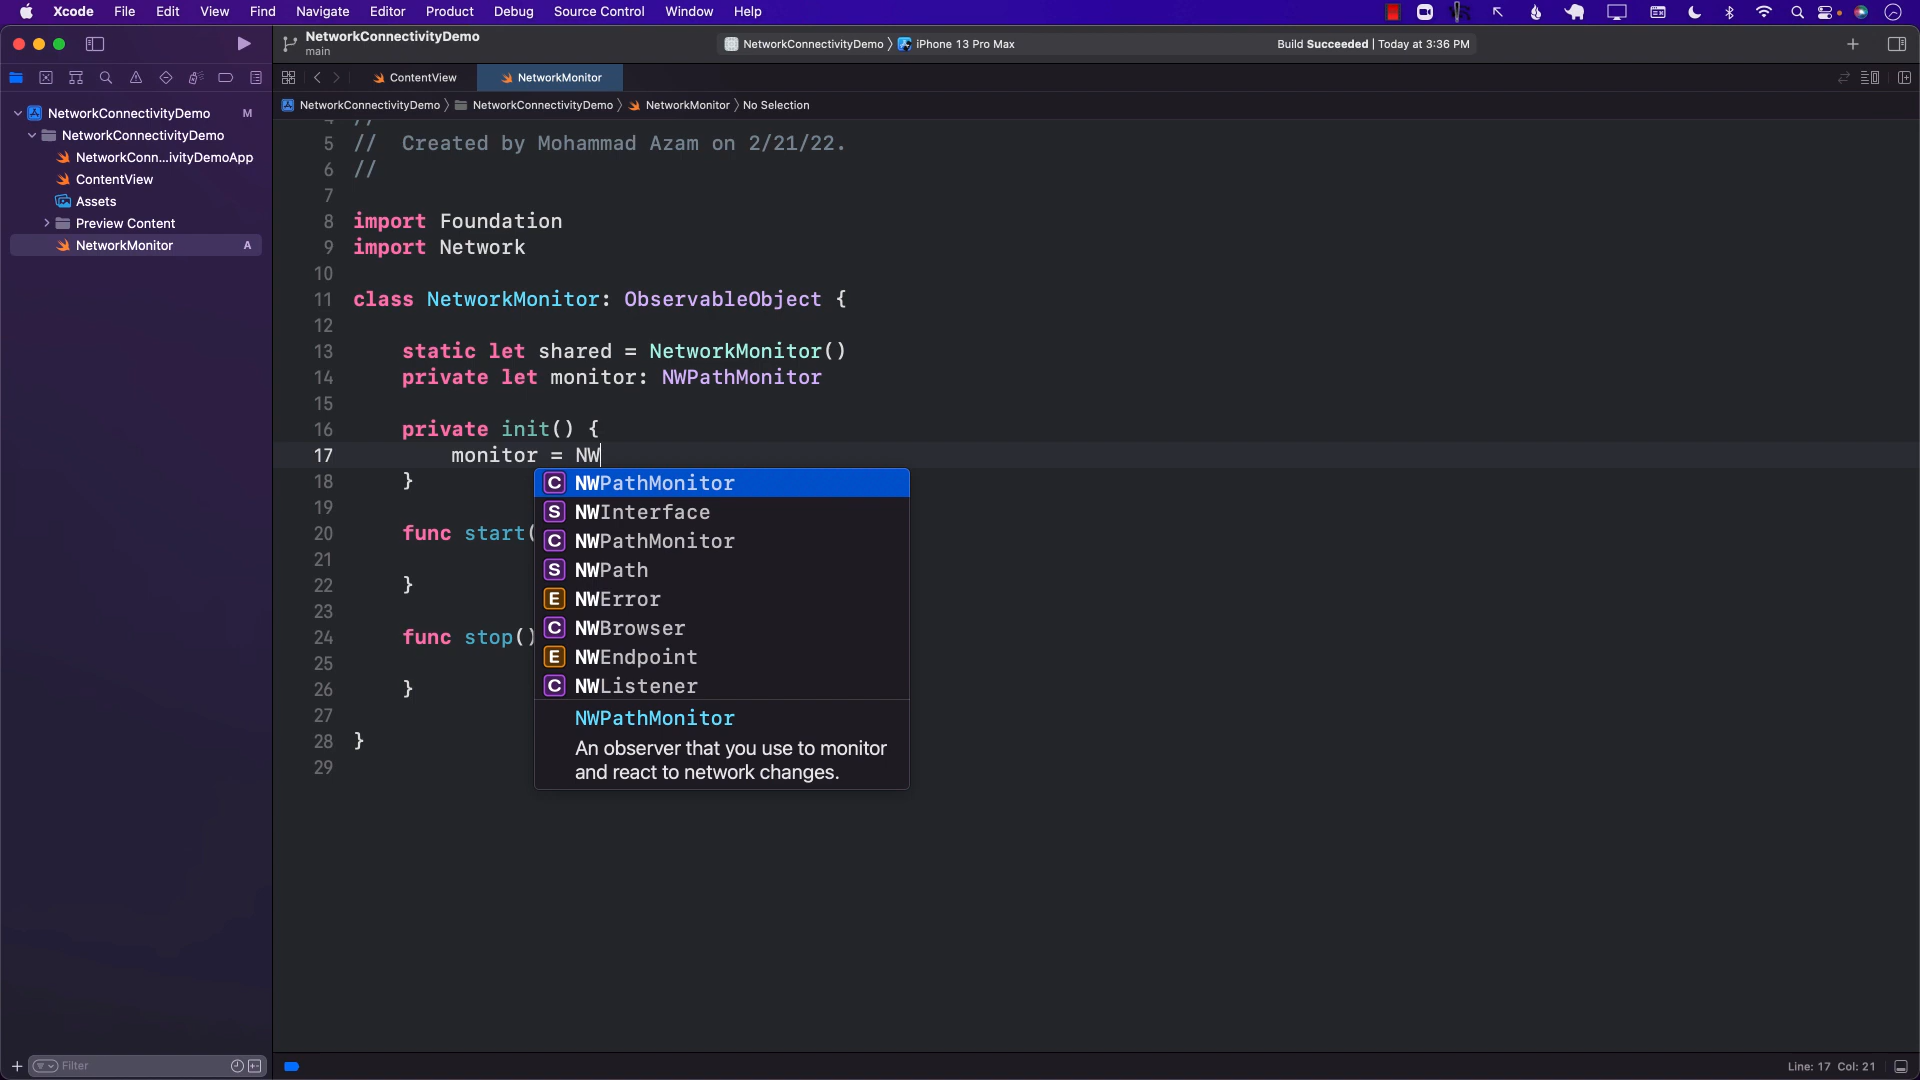 Xcode File Edit View Find Navigate Editor Product Debug Source Control Window Help
NetworkConnectivityDemo
main
NetworkConnectivityDemo iPhone 13 Pro Max
Build Succeeded | Today at 3:36 PM
ContentView NetworkMonitor
NetworkConnectivityDemo NetworkConnectivityDemo NetworkMonitor No Selection
NetworkConnectivityDemo M
NetworkConnectivityDemo
NetworkConn...ivityDemoApp
ContentView
Assets
Preview Content
NetworkMonitor A
4 //
5 //  Created by Mohammad Azam on 2/21/22.
6 //
7
8 import Foundation
9 import Network
10
11 class NetworkMonitor: ObservableObject {
12
13 static let shared = NetworkMonitor()
14 private let monitor: NWPathMonitor
15
16 private init() {
17 monitor = NW
18 }
19
20 func start(
21
22 }
23
24 func stop()
25
26 }
27
28 }
29
C NWPathMonitor
S NWInterface
C NWPathMonitor
S NWPath
E NWError
C NWBrowser
E NWEndpoint
C NWListener
NWPathMonitor
An observer that you use to monitor
and react to network changes.
Filter
Line: 17 Col: 21